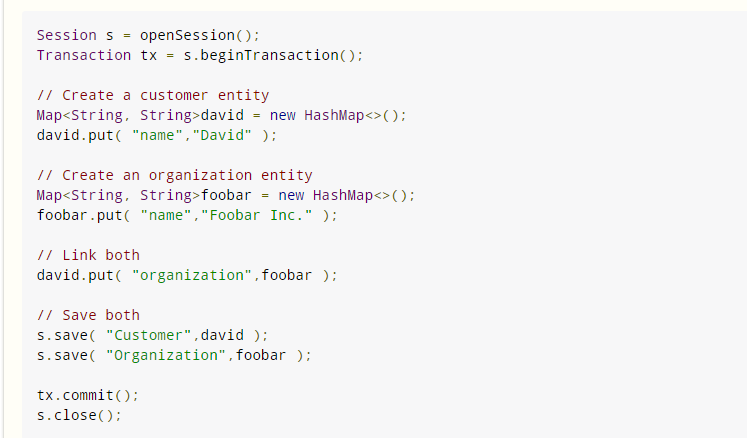 Session s = openSession();
Transaction tx = s.beginTransaction();
// Create a customer entity
Map<String, String>david = new HashMap<>();
david.put( "name","David" );
// Create an organization entity
Map<String, String>foobar = new HashMap<>();
foobar.put( "name","Foobar Inc." );
// Link both
david.put( "organization",foobar );
// Save both
s.save( "Customer",david );
s.save( "Organization",foobar );
tx.commit();
s.close();